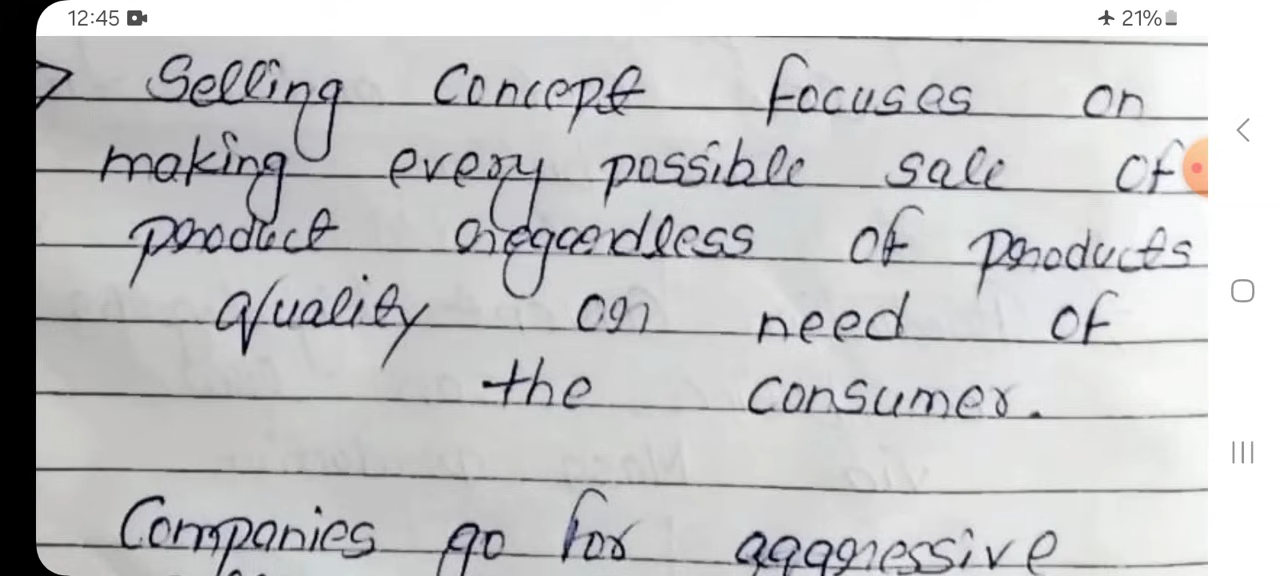 12:45
21%
> Selling Concept focuses on
making every possible sale of
product regardless of products
quality or need of
the consumer.
Companies go for agggressive